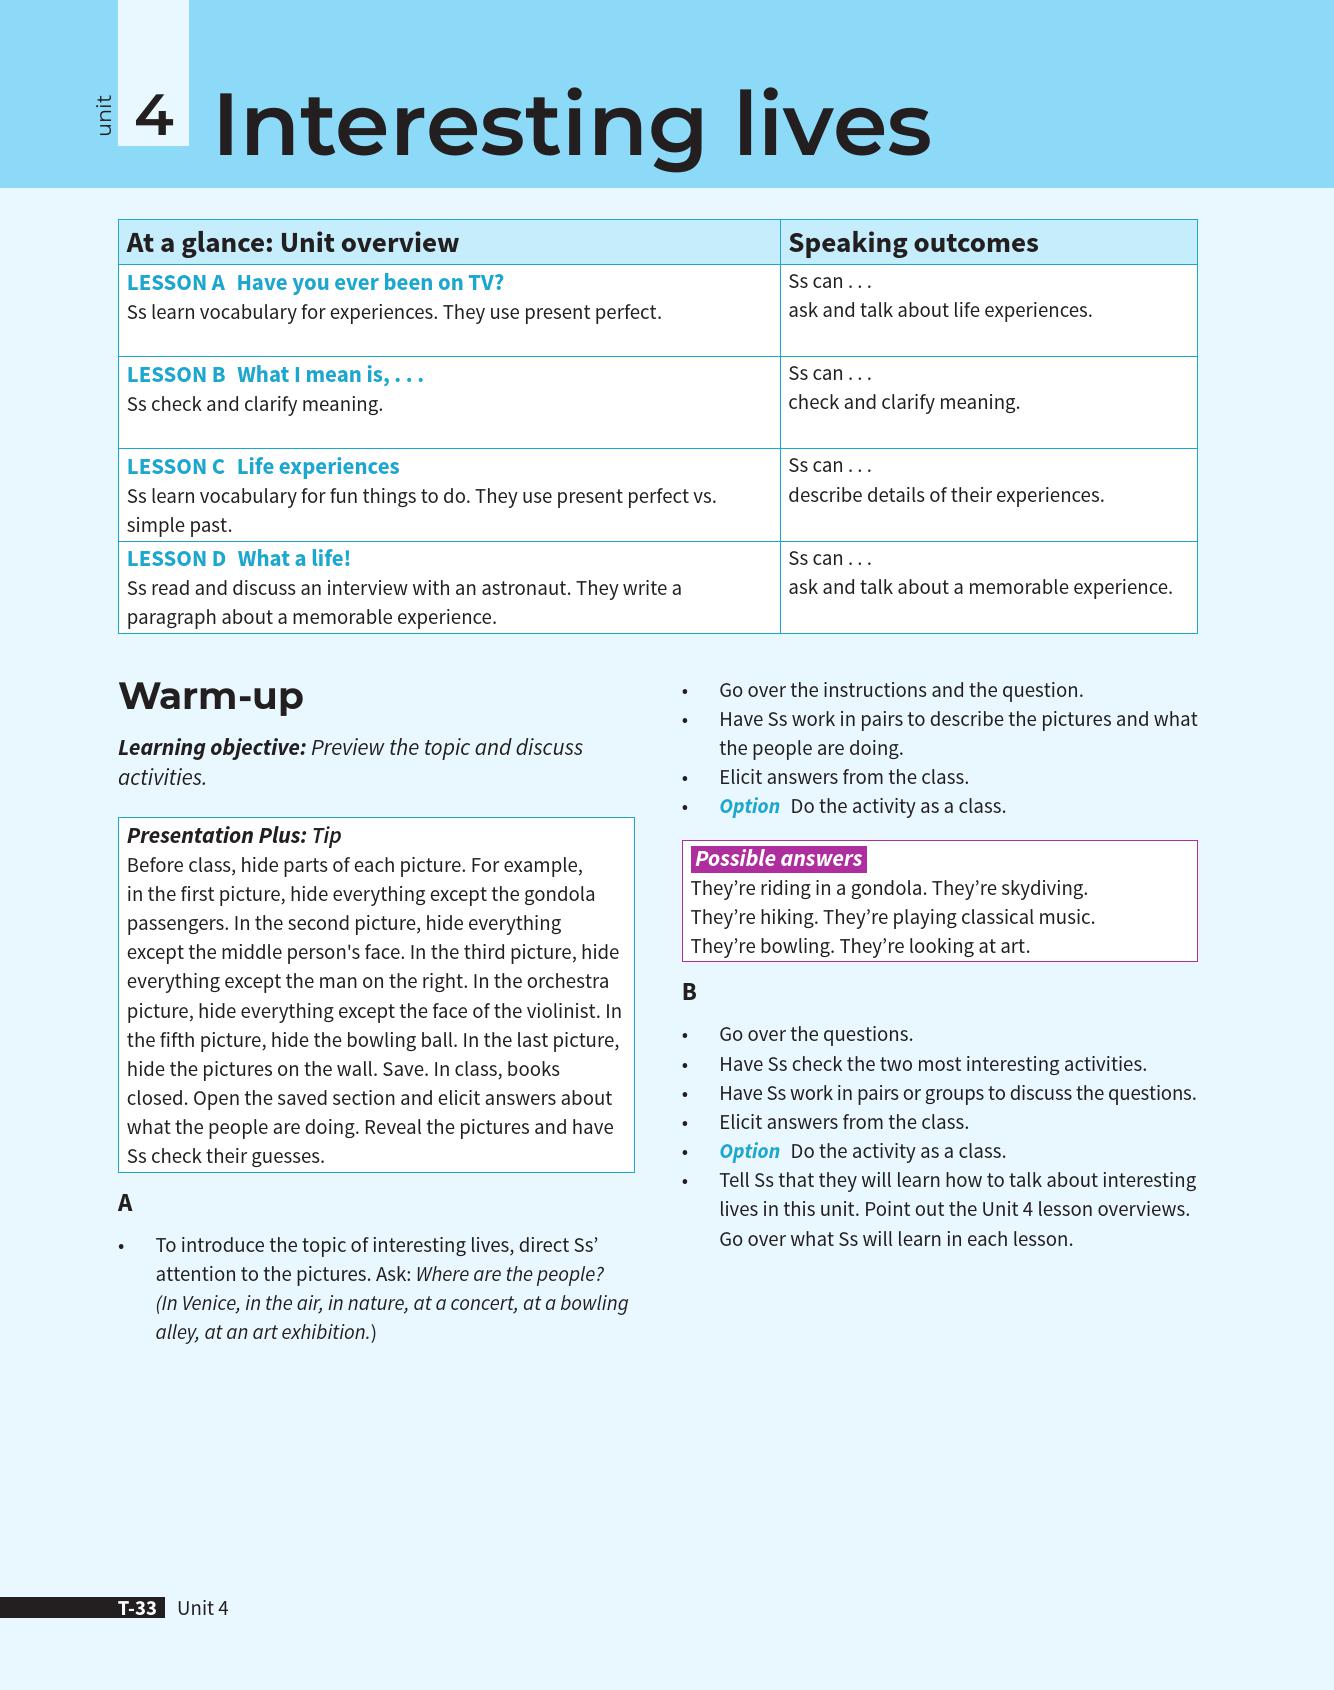 unit
4 Interesting lives
At a glance: Unit overview
Speaking outcomes
LESSON A Have you ever been on TV?
Ss learn vocabulary for experiences. They use present perfect.
Ss can . . .
ask and talk about life experiences.
LESSON B What I mean is, . . .
Ss check and clarify meaning.
Ss can . . .
check and clarify meaning.
LESSON C Life experiences
Ss learn vocabulary for fun things to do. They use present perfect vs.
simple past.
Ss can . . .
describe details of their experiences.
LESSON D What a life!
Ss read and discuss an interview with an astronaut. They write a
paragraph about a memorable experience.
Ss can . . .
ask and talk about a memorable experience.
Warm-up
Learning objective: Preview the topic and discuss
activities.
Presentation Plus: Tip
Before class, hide parts of each picture. For example,
in the first picture, hide everything except the gondola
passengers. In the second picture, hide everything
except the middle person's face. In the third picture, hide
everything except the man on the right. In the orchestra
picture, hide everything except the face of the violinist. In
the fifth picture, hide the bowling ball. In the last picture,
hide the pictures on the wall. Save. In class, books
closed. Open the saved section and elicit answers about
what the people are doing. Reveal the pictures and have
Ss check their guesses.
A
• To introduce the topic of interesting lives, direct Ss’
attention to the pictures. Ask: Where are the people?
(In Venice, in the air, in nature, at a concert, at a bowling
alley, at an art exhibition.)
• Go over the instructions and the question.
• Have Ss work in pairs to describe the pictures and what
the people are doing.
• Elicit answers from the class.
• Option Do the activity as a class.
Possible answers
They’re riding in a gondola. They’re skydiving.
They’re hiking. They’re playing classical music.
They’re bowling. They’re looking at art.
B
• Go over the questions.
• Have Ss check the two most interesting activities.
• Have Ss work in pairs or groups to discuss the questions.
• Elicit answers from the class.
• Option Do the activity as a class.
• Tell Ss that they will learn how to talk about interesting
lives in this unit. Point out the Unit 4 lesson overviews.
Go over what Ss will learn in each lesson.
T-33 Unit 4